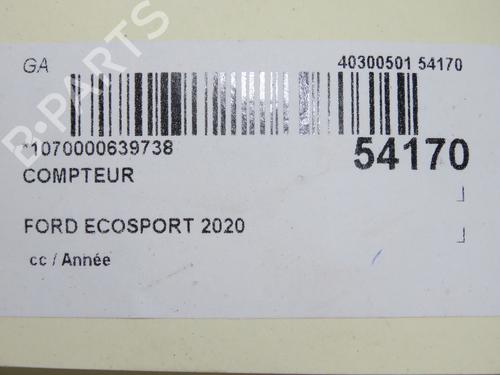 GA 40300501 54170
*1070000639738 54170
COMPTEUR
FORD ECOSPORT 2020
cc / Année
B-PARTS